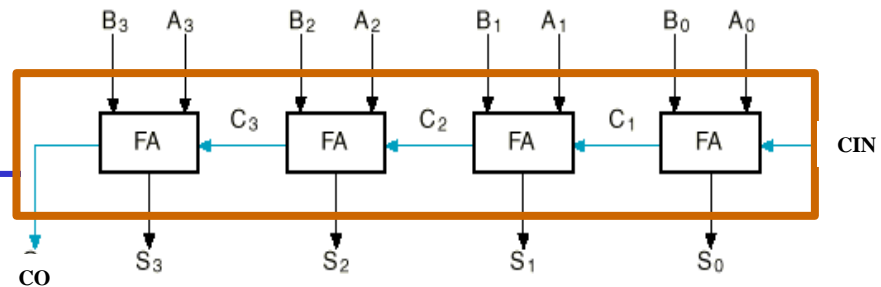 B₃ A₃ B₂ A₂ B₁ A₁ B₀ A₀
C₃ C₂ C₁
FA FA FA FA CIN
S₃ S₂ S₁ S₀
CO